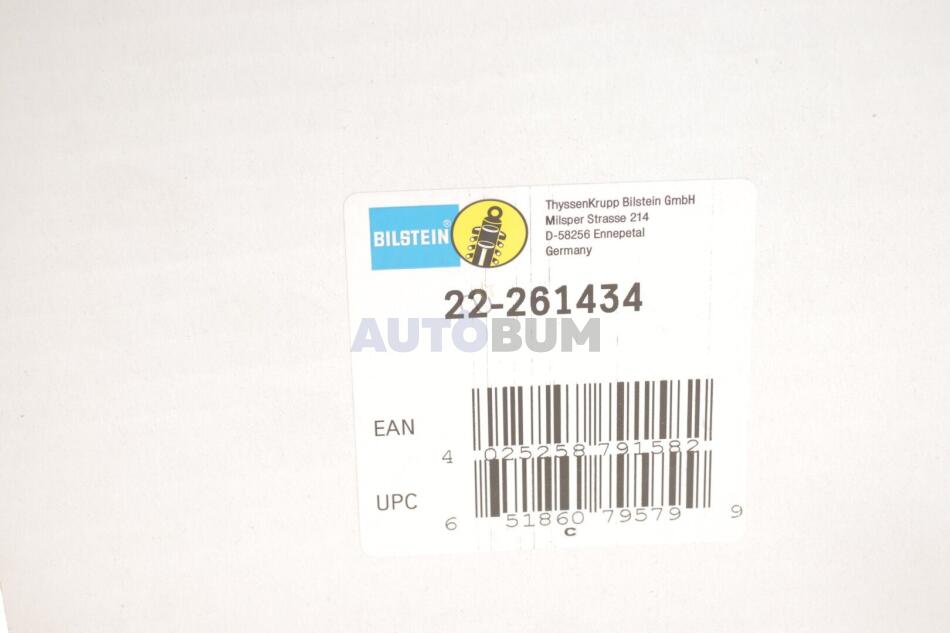 BILSTEIN®
ThyssenKrupp Bilstein GmbH
Milsper Strasse 214
D-58256 Ennepetal
Germany
22-261434
AUTOBUM
EAN
4 025258 791582
UPC
6 51860 79579 9
C